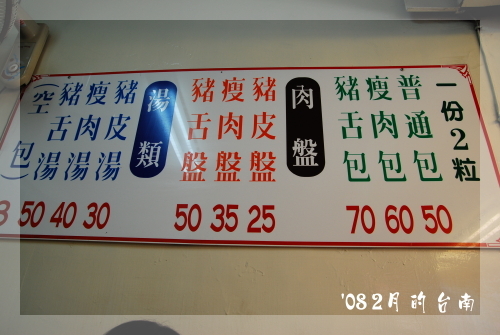 一份2粒
普通包 50
瘦肉包 60
豬舌包 70
肉盤
豬皮盤 25
瘦肉盤 35
豬舌盤 50
湯類
豬皮湯 30
瘦肉湯 40
豬舌湯 50
(空包) 8
'08 2月 的 台南